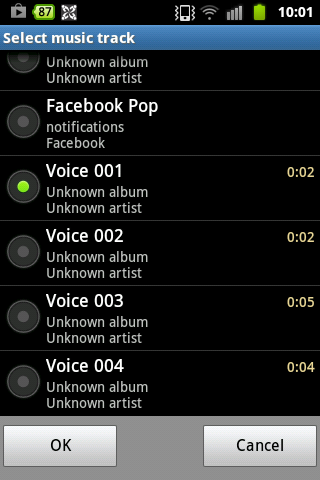 87
10:01
Select music track
Unknown album
Unknown artist
Facebook Pop
notifications
Facebook
Voice 001
0:02
Unknown album
Unknown artist
Voice 002
0:02
Unknown album
Unknown artist
Voice 003
0:05
Unknown album
Unknown artist
Voice 004
0:04
Unknown album
Unknown artist
OK
Cancel